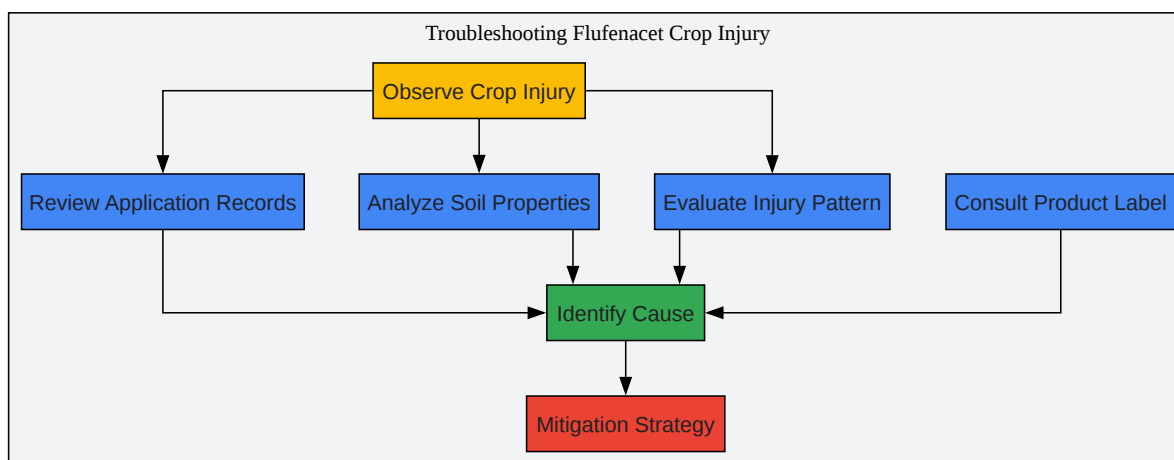 Troubleshooting Flufenacet Crop Injury
Observe Crop Injury
Review Application Records
Analyze Soil Properties
Evaluate Injury Pattern
Consult Product Label
Identify Cause
Mitigation Strategy